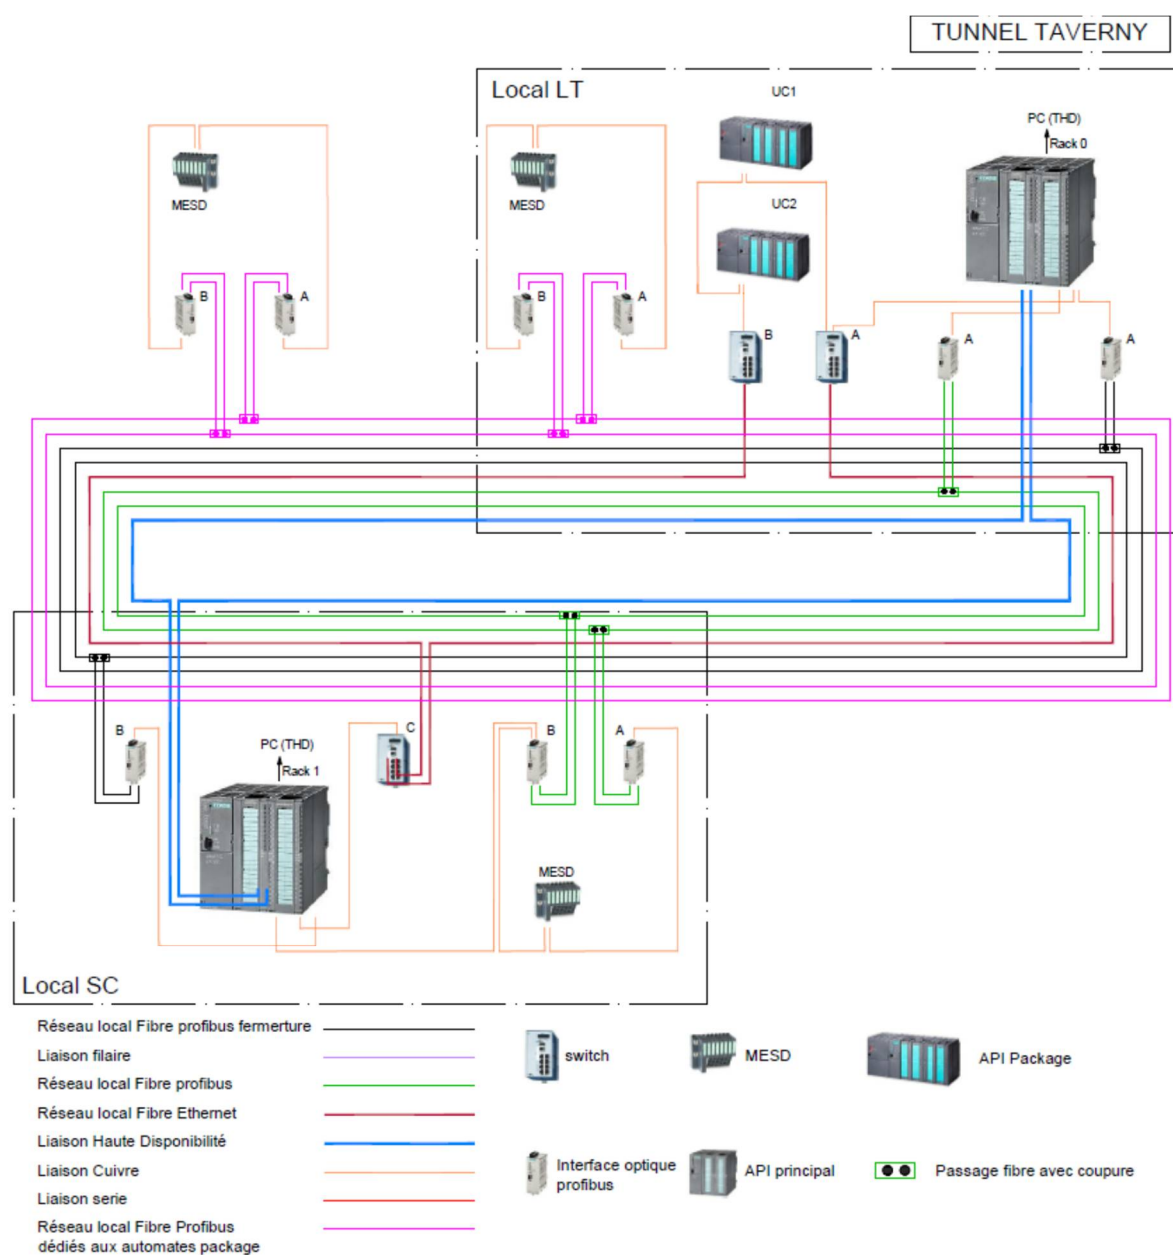 TUNNEL TAVERNY
Local LT
UC1
PC (THD)
Rack 0
MESD
MESD
UC2
B
A
B
A
B
A
A
A
B
PC (THD)
Rack 1
C
B
A
MESD
Local SC
Réseau local Fibre profibus fermerture
Liaison filaire
Réseau local Fibre profibus
Réseau local Fibre Ethernet
Liaison Haute Disponibilité
Liaison Cuivre
Liaison serie
Réseau local Fibre Profibus
dédiés aux automates package
switch
MESD
API Package
Interface optique
profibus
API principal
Passage fibre avec coupure